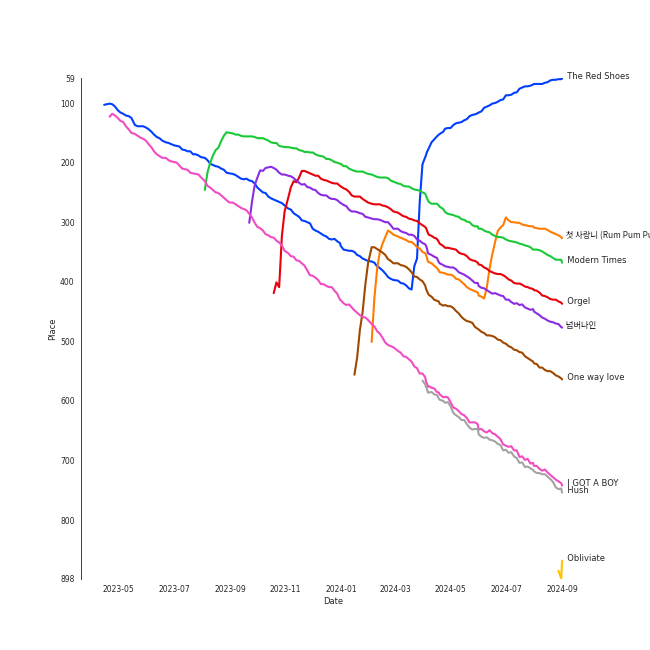 59
The Red Shoes
100
200
첫 사랑니 (Rum Pum Pu
300
Modern Times
Orgel
넘버나인
400
Place
500
One way love
600
700
I GOT A BOY
Hush
800
Obliviate
898
2023-05
2023-07
2023-09
2023-11
2024-01
2024-03
2024-05
2024-07
2024-09
Date